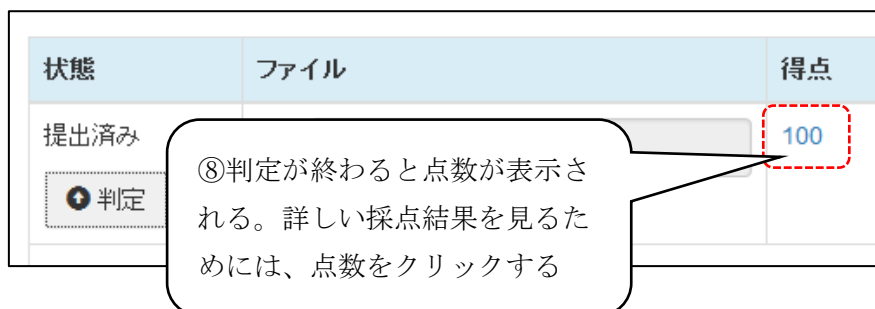 状態 ファイル 得点
提出済み 100
判定
⑧判定が終わると点数が表示さ
れる。詳しい採点結果を見るた
めには、点数をクリックする